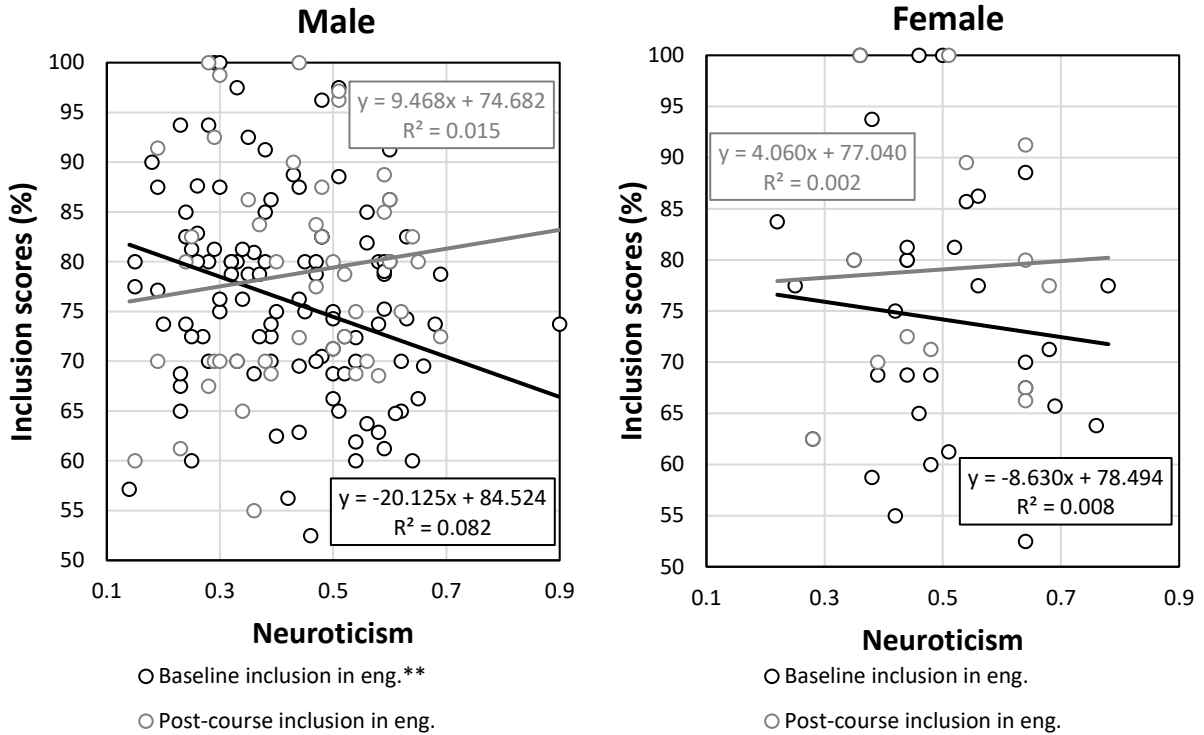 Male
Inclusion scores (%)
100
95
90
85
80
75
70
65
60
55
50
y = 9.468x + 74.682
R² = 0.015
y = -20.125x + 84.524
R² = 0.082
0.1 0.3 0.5 0.7 0.9
Neuroticism
Baseline inclusion in eng.**
Post-course inclusion in eng.
Female
Inclusion scores (%)
100
95
90
85
80
75
70
65
60
55
50
y = 4.060x + 77.040
R² = 0.002
y = -8.630x + 78.494
R² = 0.008
0.1 0.3 0.5 0.7 0.9
Neuroticism
Baseline inclusion in eng.
Post-course inclusion in eng.